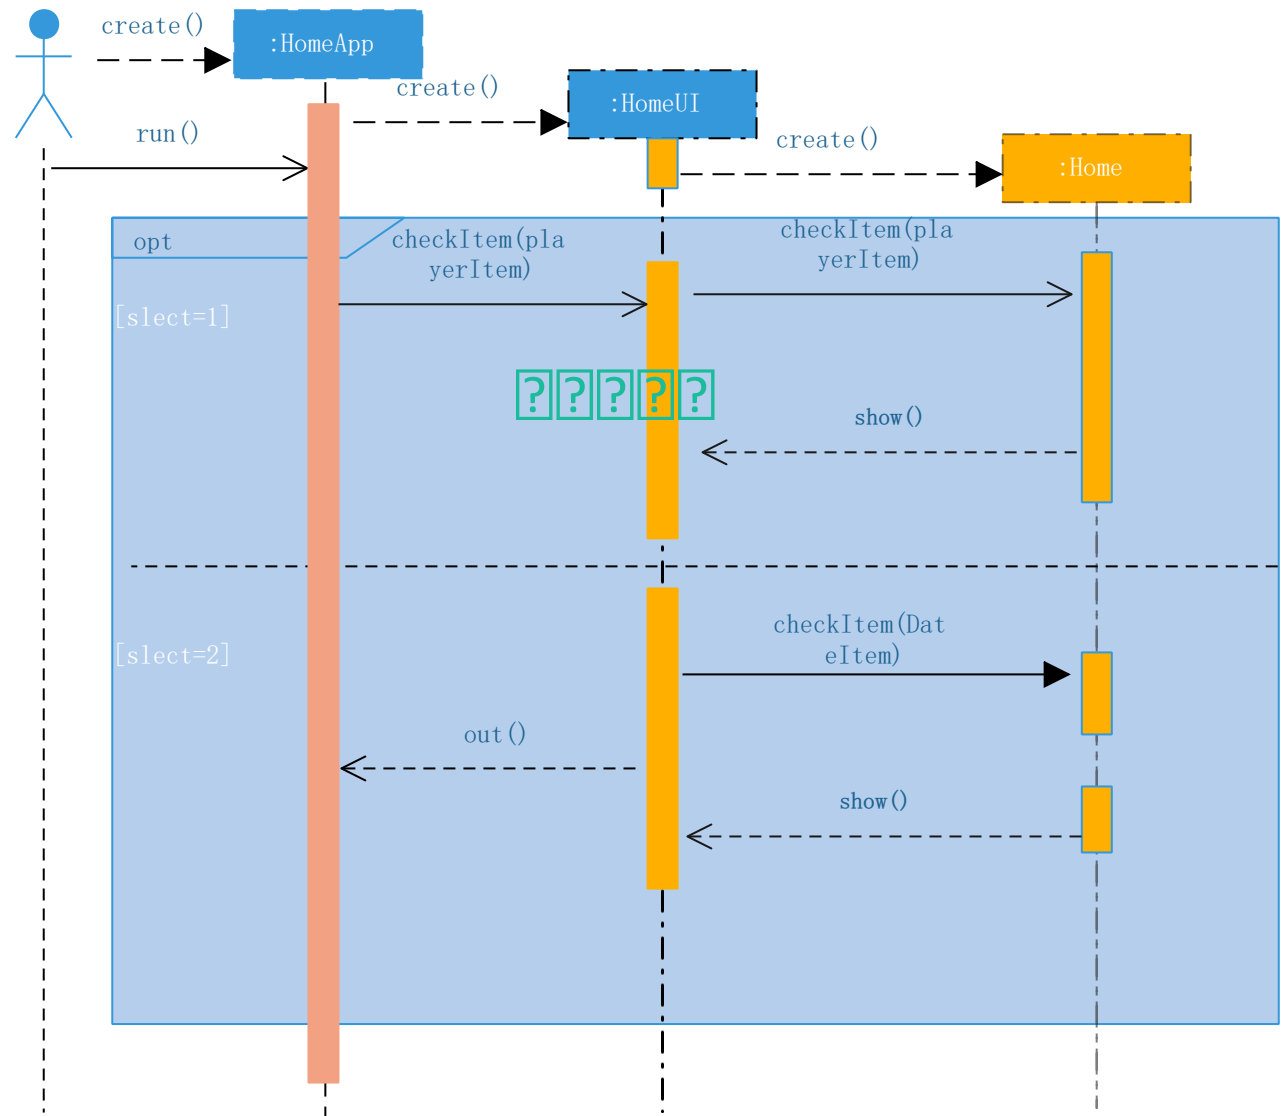 create()
:HomeApp
create()
:HomeUI
create()
:Home
run()
opt
checkItem(pla
yerItem)
checkItem(pla
yerItem)
[slect=1]
show()
[slect=2]
checkItem(Dat
eItem)
out()
show()